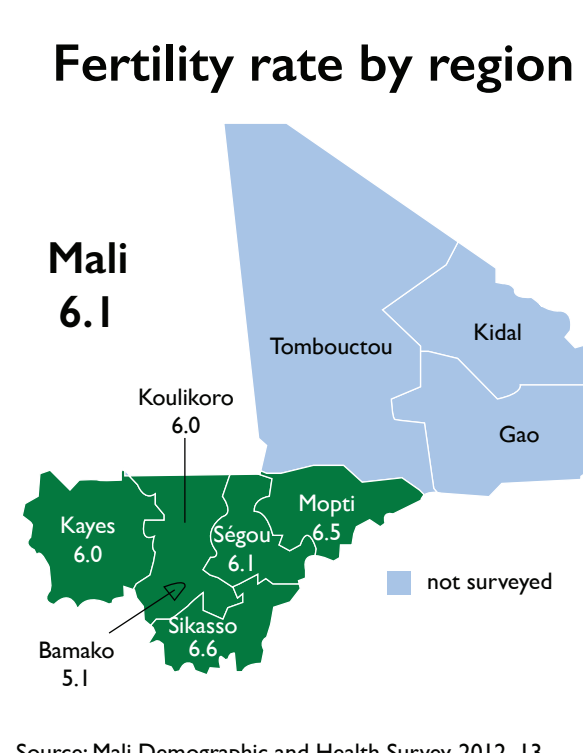 Fertility rate by region
Mali
6.1
Tombouctou
Kidal
Gao
Koulikoro
6.0
Kayes
6.0
Ségou
6.1
Mopti
6.5
not surveyed
Bamako
5.1
Sikasso
6.6
Source: Mali Demographic and Health Survey, 2012–13